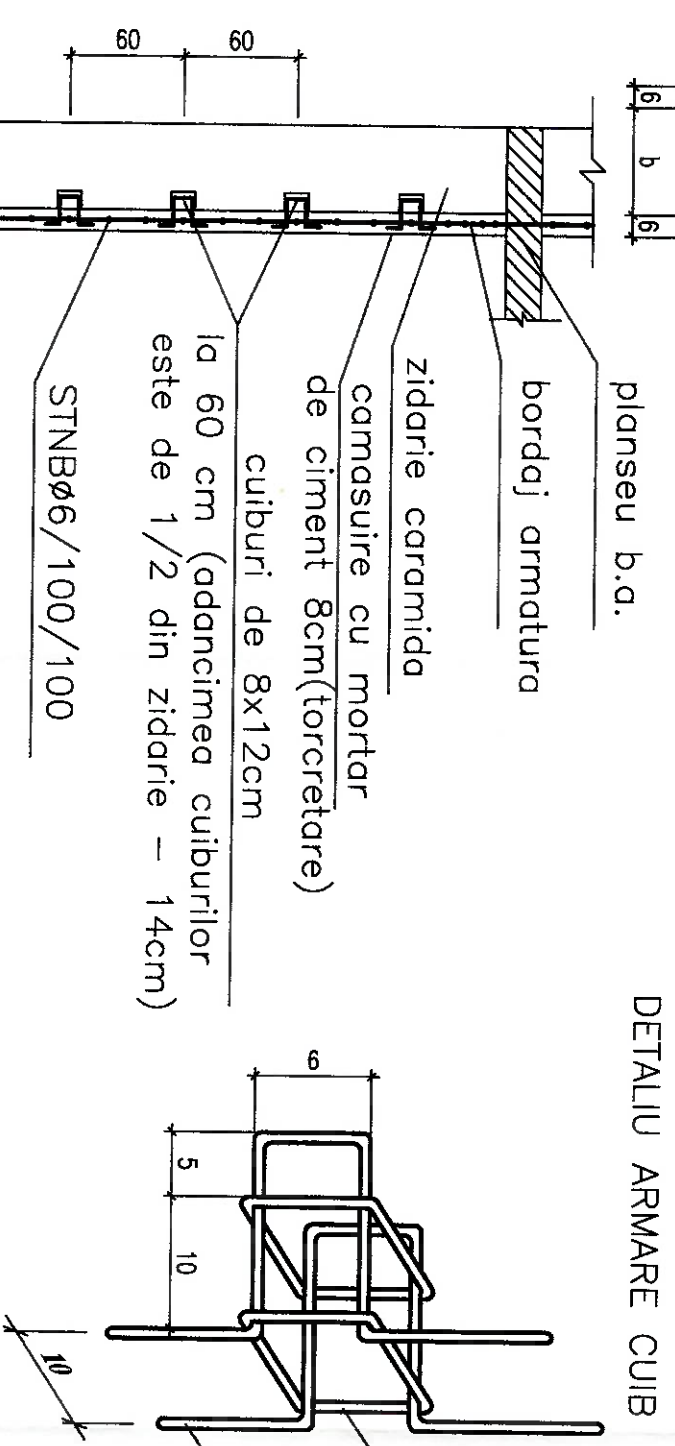 DETALIU ARMARE CUIB
6
b
6
60
60
planseu b.a.
bordaj armatura
zidarie caramida
camasuire cu mortar
de ciment 8cm(torcretare)
cuiburi de 8x12cm
la 60 cm (adancimea cuiburilor
este de 1/2 din zidarie – 14cm)
STNBø6/100/100
6
5
10
10